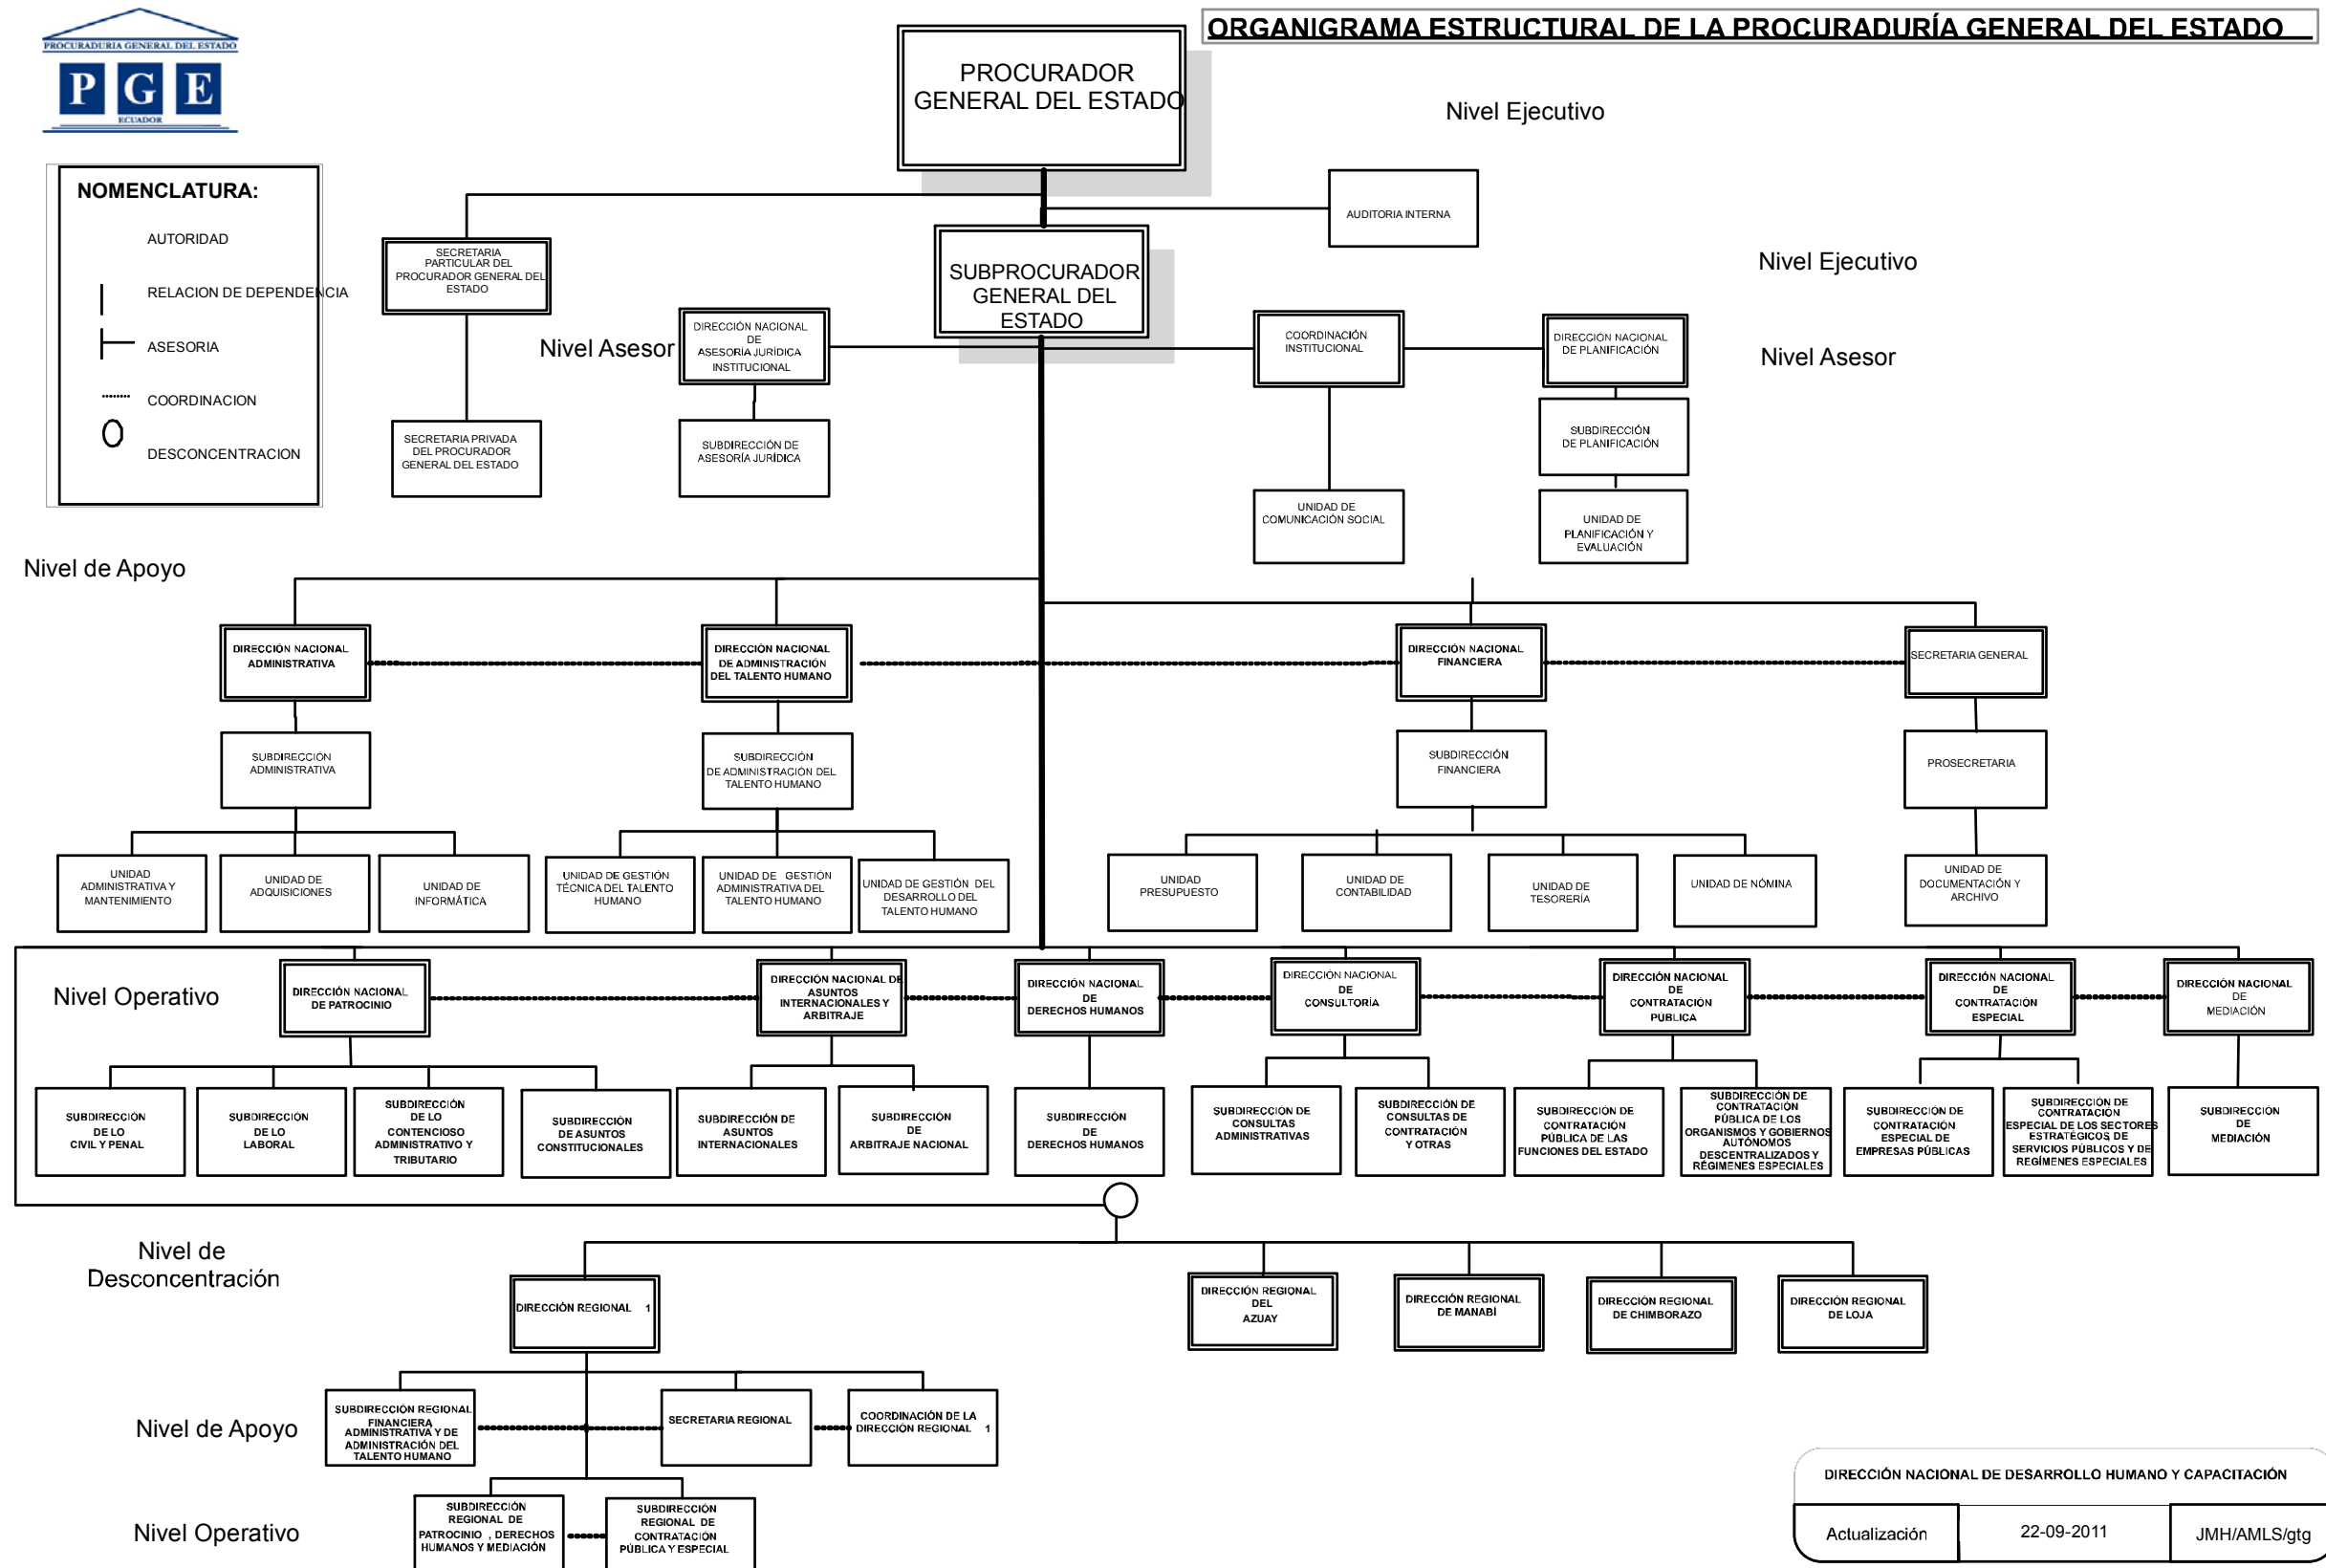 PROCURADURIA GENERAL DEL ESTADO
P G E
ECUADOR
ORGANIGRAMA ESTRUCTURAL DE LA PROCURADURÍA GENERAL DEL ESTADO
PROCURADOR
GENERAL DEL ESTADO
Nivel Ejecutivo
NOMENCLATURA:
AUTORIDAD
RELACION DE DEPENDENCIA
ASESORIA
COORDINACION
DESCONCENTRACION
AUDITORIA INTERNA
SECRETARIA
PARTICULAR DEL
PROCURADOR GENERAL DEL
ESTADO
SUBPROCURADOR
GENERAL DEL
ESTADO
Nivel Ejecutivo
Nivel Asesor
DIRECCIÓN NACIONAL
DE
ASESORÍA JURÍDICA
INSTITUCIONAL
COORDINACIÓN
INSTITUCIONAL
DIRECCIÓN NACIONAL
DE PLANIFICACIÓN
Nivel Asesor
SECRETARIA PRIVADA
DEL PROCURADOR
GENERAL DEL ESTADO
SUBDIRECCIÓN DE
ASESORÍA JURÍDICA
SUBDIRECCIÓN
DE PLANIFICACIÓN
UNIDAD DE
COMUNICACIÓN SOCIAL
UNIDAD DE
PLANIFICACIÓN Y
EVALUACIÓN
Nivel de Apoyo
DIRECCIÓN NACIONAL
ADMINISTRATIVA
DIRECCIÓN NACIONAL
DE ADMINISTRACIÓN
DEL TALENTO HUMANO
DIRECCIÓN NACIONAL
FINANCIERA
SECRETARIA GENERAL
SUBDIRECCIÓN
ADMINISTRATIVA
SUBDIRECCIÓN
DE ADMINISTRACIÓN DEL
TALENTO HUMANO
SUBDIRECCIÓN
FINANCIERA
PROSECRETARIA
UNIDAD
ADMINISTRATIVA Y
MANTENIMIENTO
UNIDAD DE
ADQUISICIONES
UNIDAD DE
INFORMÁTICA
UNIDAD DE GESTIÓN
TÉCNICA DEL TALENTO
HUMANO
UNIDAD DE GESTIÓN
ADMINISTRATIVA DEL
TALENTO HUMANO
UNIDAD DE GESTIÓN DEL
DESARROLLO DEL
TALENTO HUMANO
UNIDAD
PRESUPUESTO
UNIDAD DE
CONTABILIDAD
UNIDAD DE
TESORERÍA
UNIDAD DE NÓMINA
UNIDAD DE
DOCUMENTACIÓN Y
ARCHIVO
Nivel Operativo
DIRECCIÓN NACIONAL
DE PATROCINIO
DIRECCIÓN NACIONAL DE
ASUNTOS
INTERNACIONALES Y
ARBITRAJE
DIRECCIÓN NACIONAL
DE
DERECHOS HUMANOS
DIRECCIÓN NACIONAL
DE
CONSULTORÍA
DIRECCIÓN NACIONAL
DE
CONTRATACIÓN
PÚBLICA
DIRECCIÓN NACIONAL
DE
CONTRATACIÓN
ESPECIAL
DIRECCIÓN NACIONAL
DE
MEDIACIÓN
SUBDIRECCIÓN
DE LO
CIVIL Y PENAL
SUBDIRECCIÓN
DE LO
LABORAL
SUBDIRECCIÓN
DE LO
CONTENCIOSO
ADMINISTRATIVO Y
TRIBUTARIO
SUBDIRECCIÓN
DE ASUNTOS
CONSTITUCIONALES
SUBDIRECCIÓN DE
ASUNTOS
INTERNACIONALES
SUBDIRECCIÓN
DE
ARBITRAJE NACIONAL
SUBDIRECCIÓN
DE
DERECHOS HUMANOS
SUBDIRECCIÓN DE
CONSULTAS
ADMINISTRATIVAS
SUBDIRECCIÓN DE
CONSULTAS DE
CONTRATACIÓN
Y OTRAS
SUBDIRECCIÓN DE
CONTRATACIÓN
PÚBLICA DE LAS
FUNCIONES DEL ESTADO
SUBDIRECCIÓN DE
CONTRATACIÓN
PÚBLICA DE LOS
ORGANISMOS Y GOBIERNOS
AUTÓNOMOS
DESCENTRALIZADOS Y
RÉGIMENES ESPECIALES
SUBDIRECCIÓN DE
CONTRATACIÓN
ESPECIAL DE
EMPRESAS PÚBLICAS
SUBDIRECCIÓN DE
CONTRATACIÓN
ESPECIAL DE LOS SECTORES
ESTRATÉGICOS, DE
SERVICIOS PÚBLICOS Y DE
REGÍMENES ESPECIALES
SUBDIRECCIÓN
DE
MEDIACIÓN
Nivel de
Desconcentración
DIRECCIÓN REGIONAL 1
DIRECCIÓN REGIONAL
DEL
AZUAY
DIRECCIÓN REGIONAL
DE MANABÍ
DIRECCIÓN REGIONAL
DE CHIMBORAZO
DIRECCIÓN REGIONAL
DE LOJA
Nivel de Apoyo
SUBDIRECCIÓN REGIONAL
FINANCIERA
ADMINISTRATIVA Y DE
ADMINISTRACIÓN DEL
TALENTO HUMANO
SECRETARIA REGIONAL
COORDINACIÓN DE LA
DIRECCIÓN REGIONAL 1
Nivel Operativo
SUBDIRECCIÓN
REGIONAL DE
PATROCINIO , DERECHOS
HUMANOS Y MEDIACIÓN
SUBDIRECCIÓN
REGIONAL DE
CONTRATACIÓN
PÚBLICA Y ESPECIAL
DIRECCIÓN NACIONAL DE DESARROLLO HUMANO Y CAPACITACIÓN
Actualización 22-09-2011 JMH/AMLS/gtg